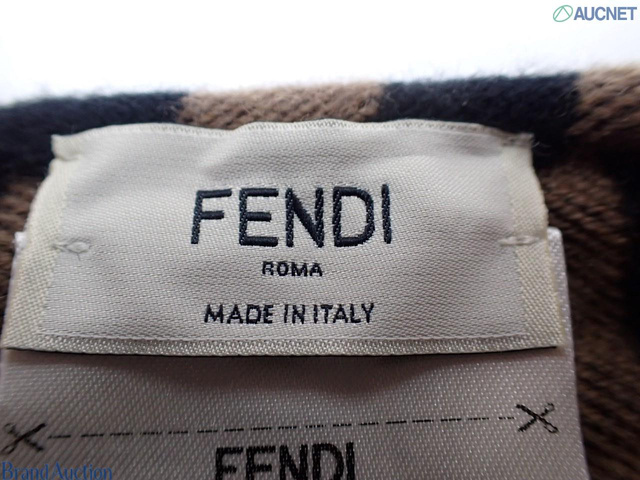 AUCNET
FENDI
ROMA
MADE IN ITALY
FENDI
Brand Auction